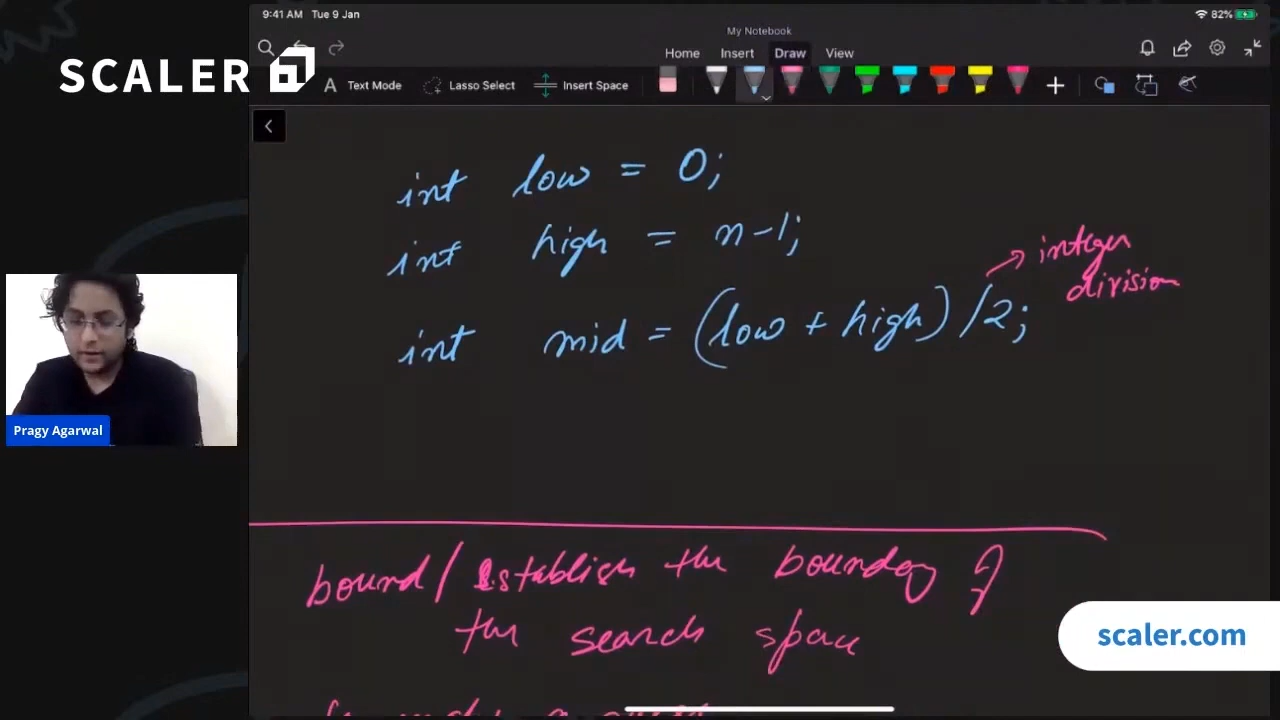 9:41 AM Tue 9 Jan
82%
My Notebook
SCALER
Home Insert Draw View
Text Mode Lasso Select Insert Space
int low = 0;
int high = n-1;
integer
division
int mid = (low + high) /2;
Pragy Agarwal
bound/ Establish the boundary of
the search space
scaler.com